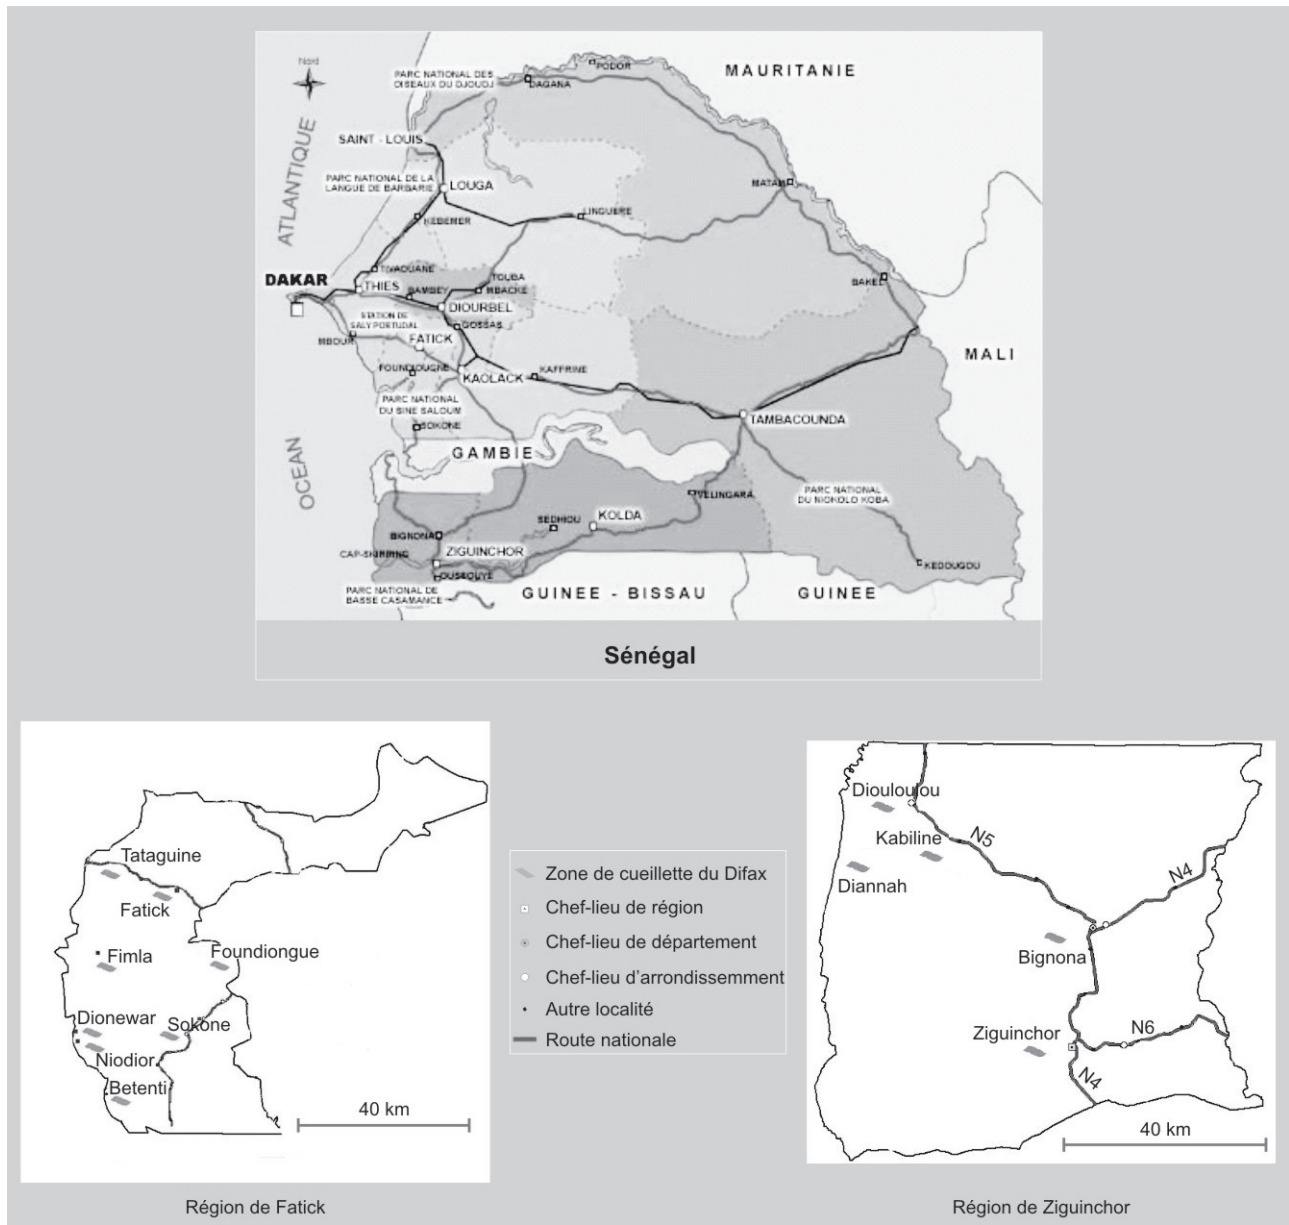 Nord
MAURITANIE
PODOR
PARC NATIONAL DES
OISEAUX DU DJOUDJ
DAGANA
ATLANTIQUE
SAINT - LOUIS
PARC NATIONAL DE LA
LANGUE DE BARBARIE
LOUGA
MATAM
KEBEMER
LINGUERE
DAKAR
TIVAOUANE
THIES
BAMBEY
TOUBA
MBACKE
BAKEL
DIOURBEL
STATION DE
SALY PORTUDAL
GOSSAS
MBOUR
FATICK
MALI
FOUNDIOUGNE
KAOLACK
KAFFRINE
PARC NATIONAL
DU SINE SALOUM
SOKONE
TAMBACOUNDA
OCEAN
GAMBIE
VELINGARA
PARC NATIONAL
DU NIOKOLO KOBA
SEDHIOU
KOLDA
BIGNONA
ZIGUINCHOR
CAP-SKIRRING
OUSSOUYE
KEDOUGOU
PARC NATIONAL DE
BASSE CASAMANCE
GUINEE - BISSAU
GUINEE
Sénégal
Tataguine
Fatick
Fimla
Foundiongue
Dionewar
Sokone
Niodior
Betenti
40 km
Région de Fatick
Zone de cueillette du Difax
Chef-lieu de région
Chef-lieu de département
Chef-lieu d'arrondissemment
Autre localité
Route nationale
Diouloulou
Kabiline
N5
Diannah
N4
Bignona
Ziguinchor
N6
N4
40 km
Région de Ziguinchor